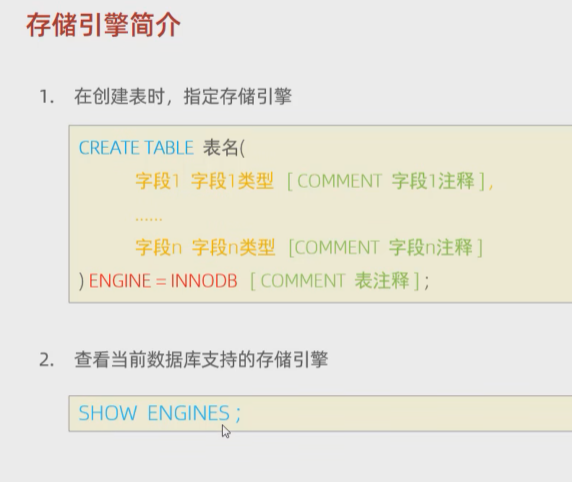 存储引擎简介
1. 在创建表时，指定存储引擎
CREATE TABLE 表名(
字段1 字段1类型 [ COMMENT 字段1注释 ] ,
......
字段n 字段n类型 [COMMENT 字段n注释 ]
) ENGINE = INNODB [ COMMENT 表注释 ] ;
2. 查看当前数据库支持的存储引擎
SHOW ENGINES ;